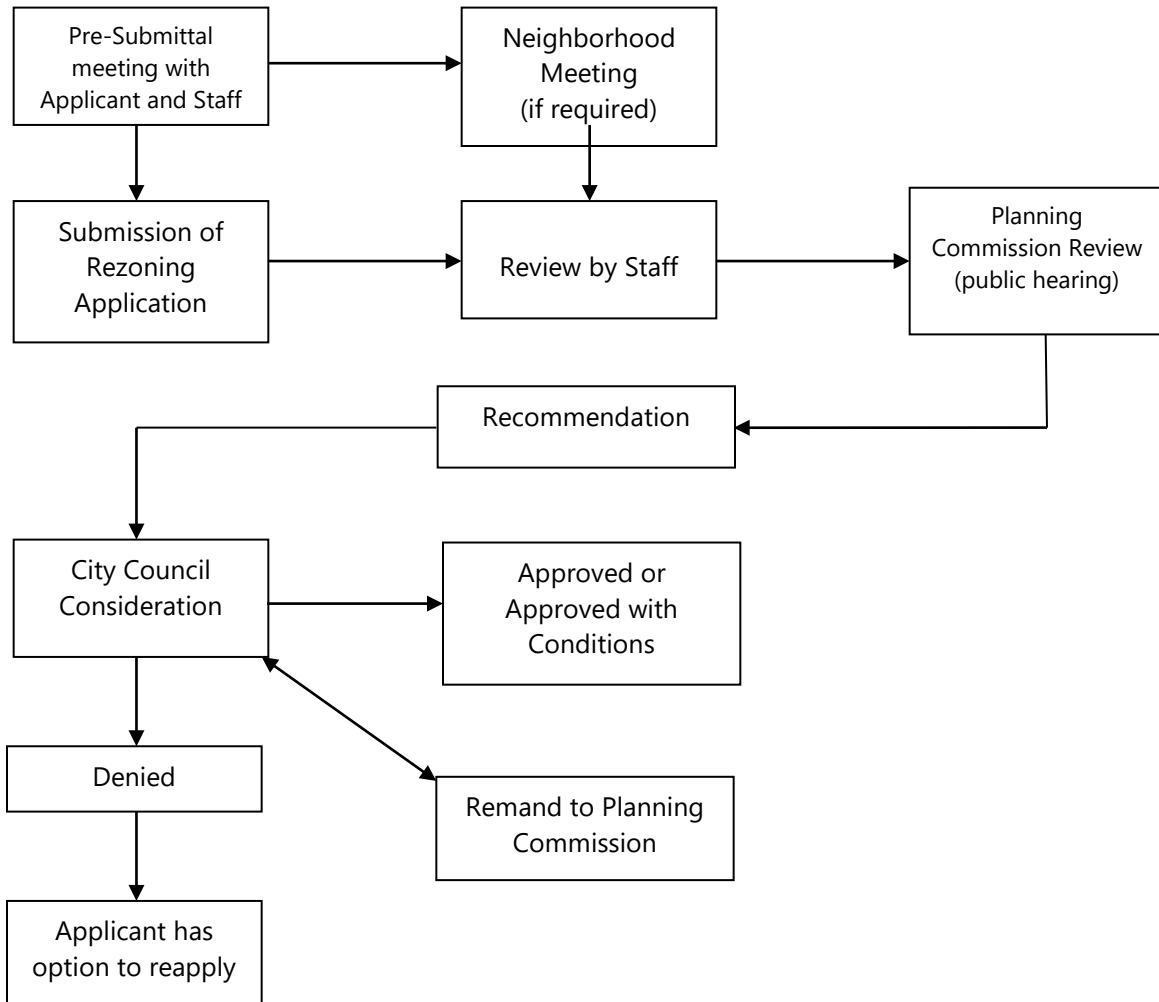 Pre-Submittal
meeting with
Applicant and Staff
Neighborhood
Meeting
(if required)
Submission of
Rezoning
Application
Review by Staff
Planning
Commission Review
(public hearing)
Recommendation
City Council
Consideration
Approved or
Approved with
Conditions
Denied
Remand to Planning
Commission
Applicant has
option to reapply